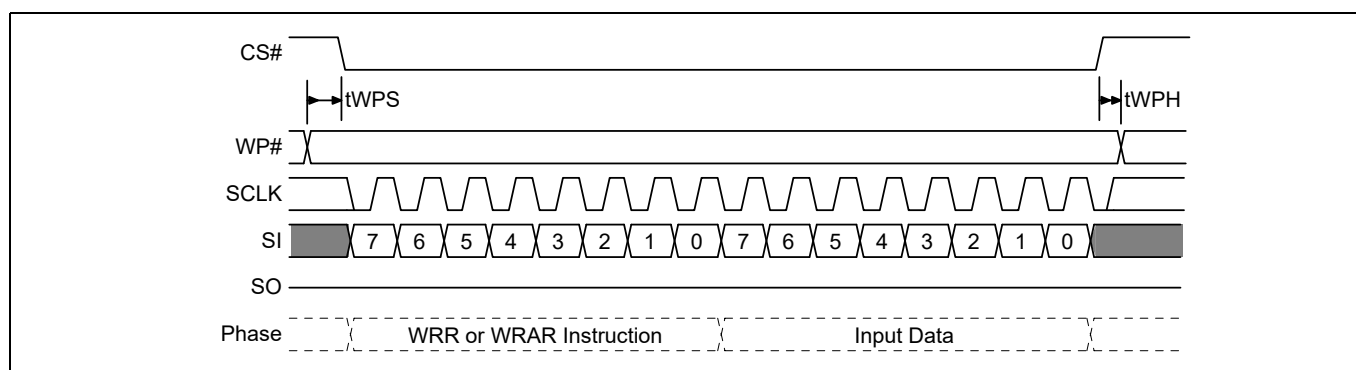 CS#
tWPS tWPH
WP#
SCLK
SI 7 6 5 4 3 2 1 0 7 6 5 4 3 2 1 0
SO
Phase WRR or WRAR Instruction Input Data